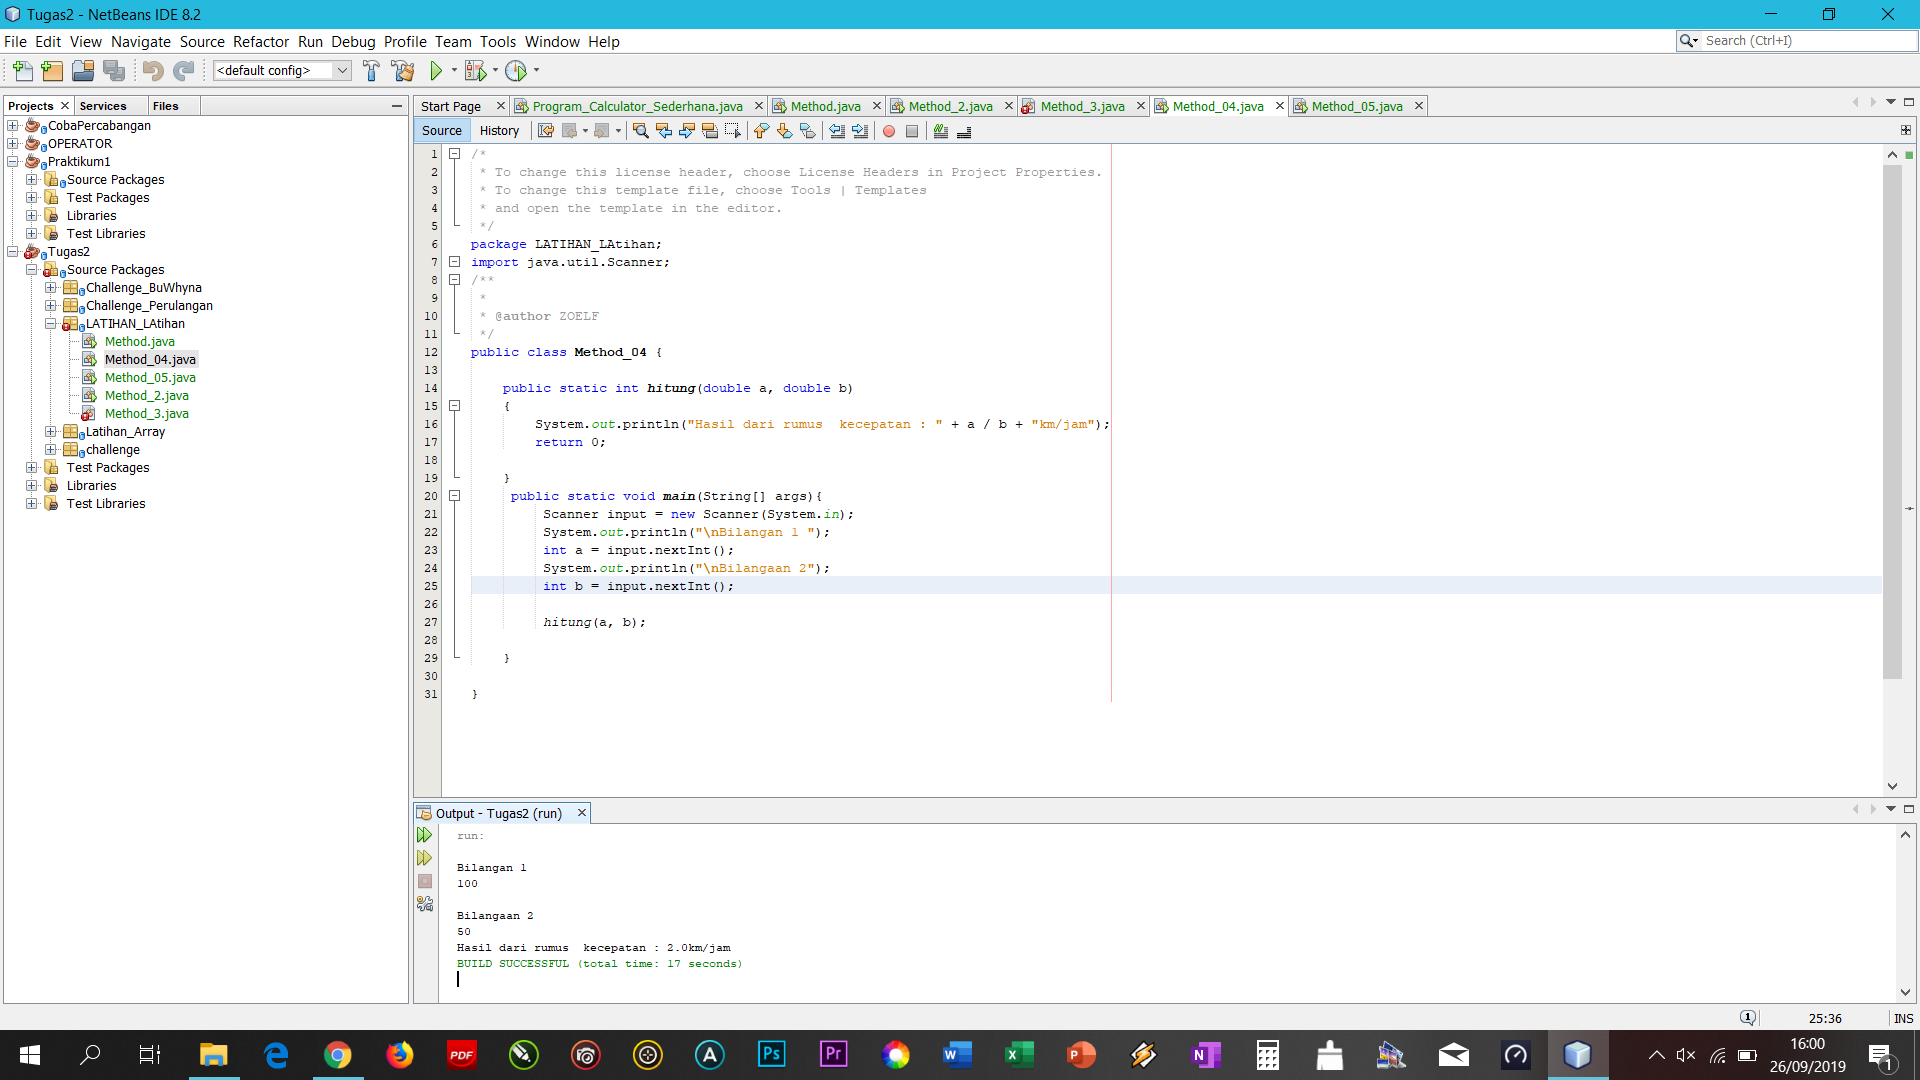 Tugas2 - NetBeans IDE 8.2
File Edit View Navigate Source Refactor Run Debug Profile Team Tools Window Help
Search (Ctrl+I)
<default config>
Projects Services Files
CobaPercabangan
OPERATOR
Praktikum1
Source Packages
Test Packages
Libraries
Test Libraries
Tugas2
Source Packages
Challenge_BuWhyna
Challenge_Perulangan
LATIHAN_LAtihan
Method.java
Method_04.java
Method_05.java
Method_2.java
Method_3.java
Latihan_Array
challenge
Test Packages
Libraries
Test Libraries
Start Page Program_Calculator_Sederhana.java Method.java Method_2.java Method_3.java Method_04.java Method_05.java
Source History
1 /*
2 * To change this license header, choose License Headers in Project Properties.
3 * To change this template file, choose Tools | Templates
4 * and open the template in the editor.
5 */
6 package LATIHAN_LAtihan;
7 import java.util.Scanner;
8 /**
9 *
10 * @author ZOELF
11 */
12 public class Method_04 {
13
14 public static int hitung(double a, double b)
15 {
16 System.out.println("Hasil dari rumus  kecepatan : " + a / b + "km/jam");
17 return 0;
18
19 }
20 public static void main(String[] args){
21 Scanner input = new Scanner(System.in);
22 System.out.println("\nBilangan 1 ");
23 int a = input.nextInt();
24 System.out.println("\nBilangaan 2");
25 int b = input.nextInt();
26
27 hitung(a, b);
28
29 }
30
31 }
Output - Tugas2 (run)
run:
Bilangan 1
100
Bilangaan 2
50
Hasil dari rumus  kecepatan : 2.0km/jam
BUILD SUCCESSFUL (total time: 17 seconds)
1 25:36 INS
PDF Ps Pr W X P N
16:00
26/09/2019
1